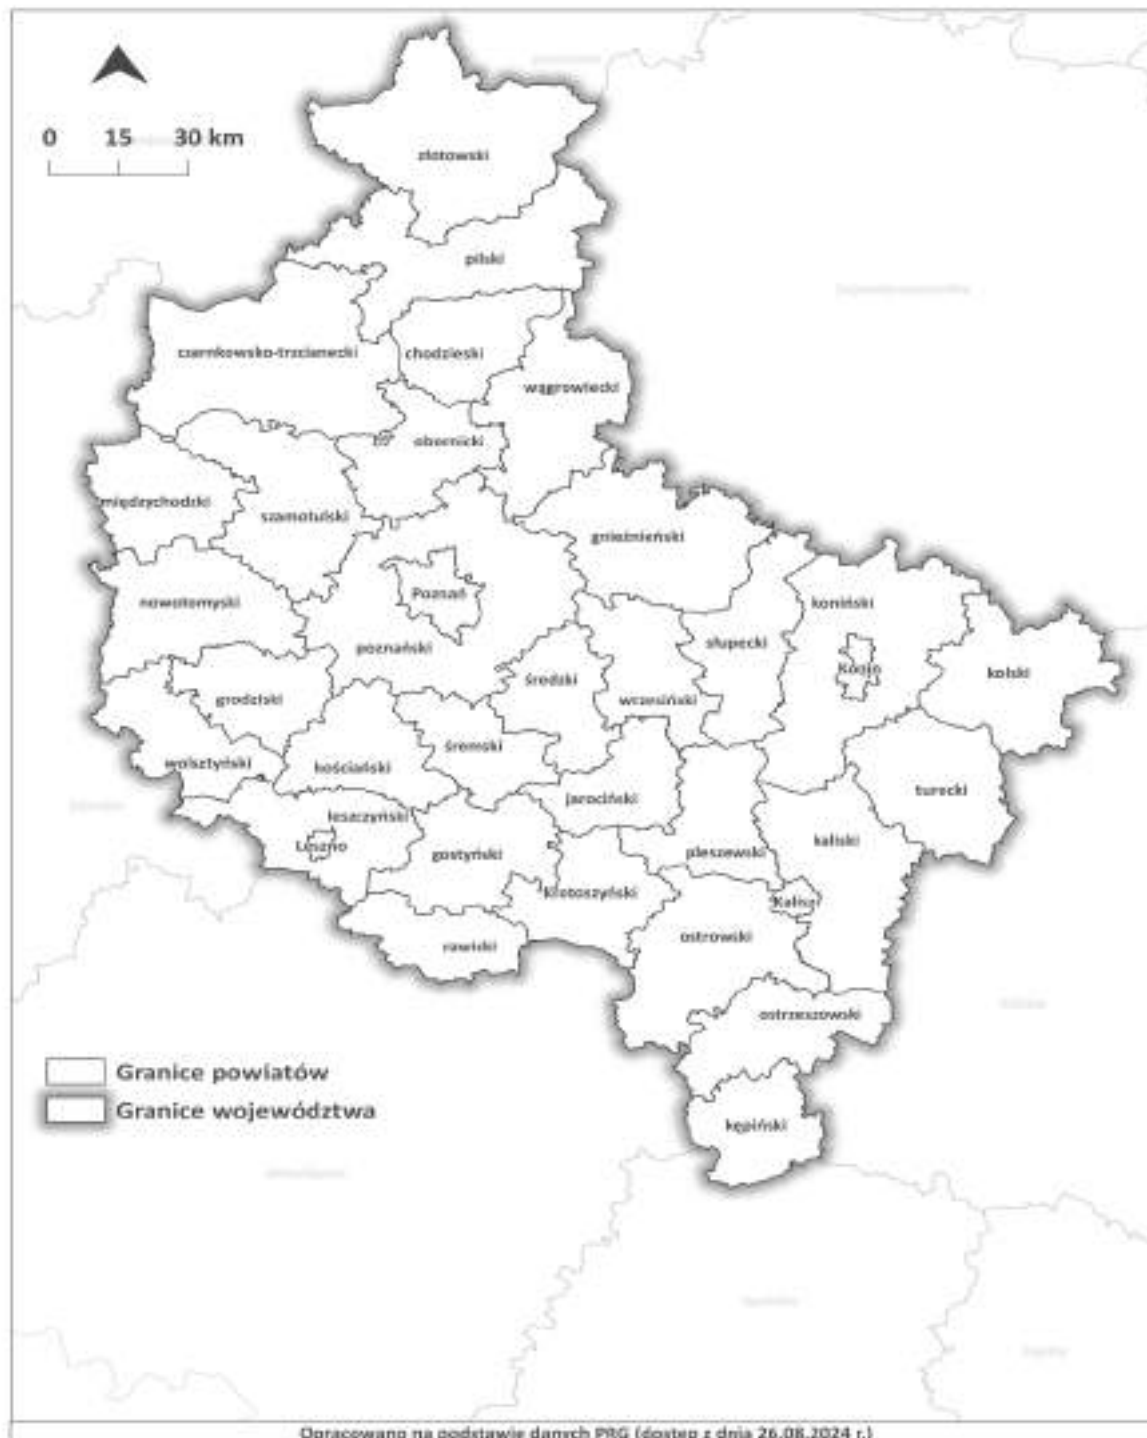 0 15 30 km
złotowski
pilski
czarnkowsko-trzcianecki
chodzieski
wągrowiecki
obornicki
międzychodzki
szamotulski
gnieźnieński
nowotomyski
Poznań
koniński
poznański
słupecki
Konin
kolski
grodziski
średzki
wrzesiński
wolsztyński
kościański
śremski
jarociński
turecki
leszczyński
Leszno
gostyński
pleszewski
kaliski
krotoszyński
Kalisz
rawicki
ostrowski
ostrzeszowski
Granice powiatów
Granice województwa
kępiński
Opracowano na podstawie danych PRG (dostęp z dnia 26.08.2024 r.)